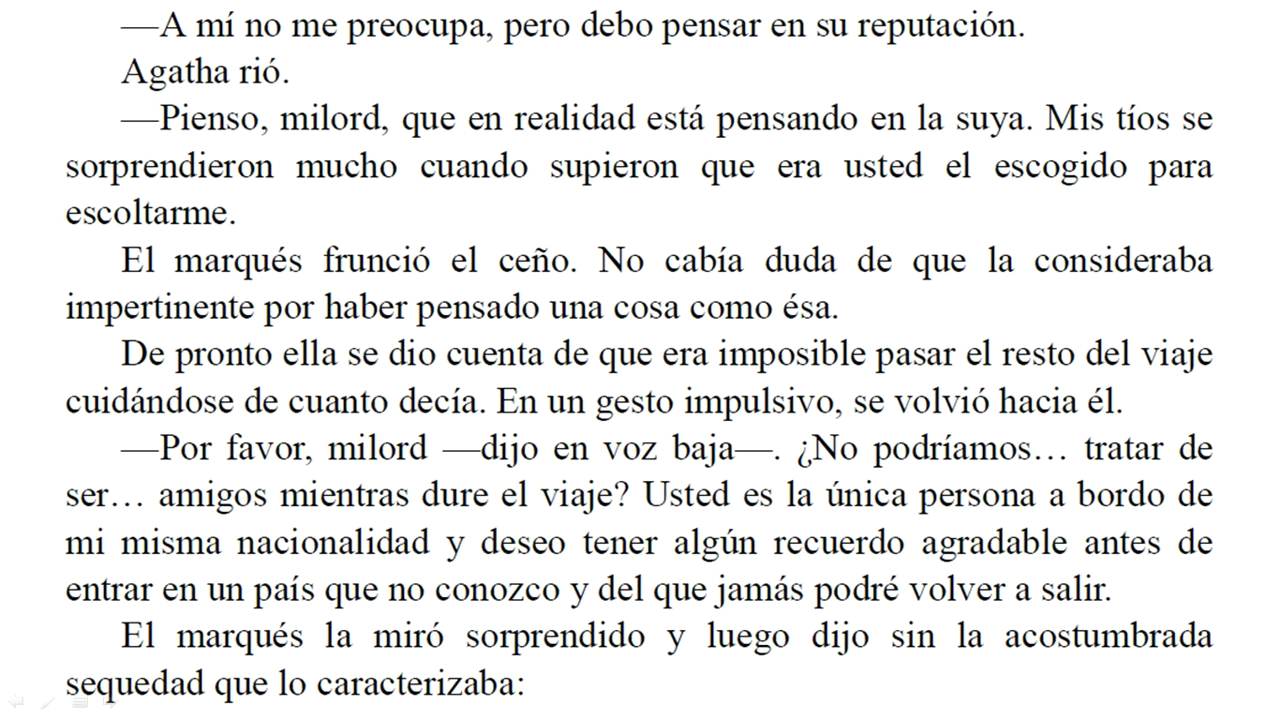 —A mí no me preocupa, pero debo pensar en su reputación.
Agatha rió.
—Pienso, milord, que en realidad está pensando en la suya. Mis tíos se
sorprendieron mucho cuando supieron que era usted el escogido para
escoltarme.
El marqués frunció el ceño. No cabía duda de que la consideraba
impertinente por haber pensado una cosa como ésa.
De pronto ella se dio cuenta de que era imposible pasar el resto del viaje
cuidándose de cuanto decía. En un gesto impulsivo, se volvió hacia él.
—Por favor, milord —dijo en voz baja—. ¿No podríamos… tratar de
ser… amigos mientras dure el viaje? Usted es la única persona a bordo de
mi misma nacionalidad y deseo tener algún recuerdo agradable antes de
entrar en un país que no conozco y del que jamás podré volver a salir.
El marqués la miró sorprendido y luego dijo sin la acostumbrada
sequedad que lo caracterizaba: